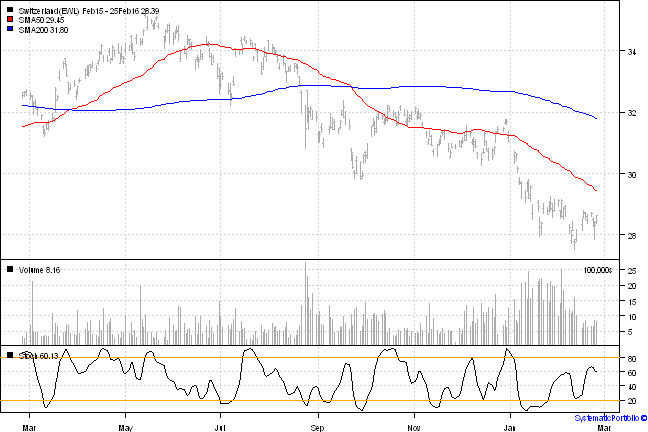 Switzerland(EWL) Feb15 - 25Feb16 28.39
SMA50 29.45
SMA200 31.80
34
32
30
28
Volume 8.16
100,000s
25
20
15
10
5
Stoch 60.13
80
60
40
20
Mar May Jul Sep Nov Jan Mar
SystematicPortfolio ©